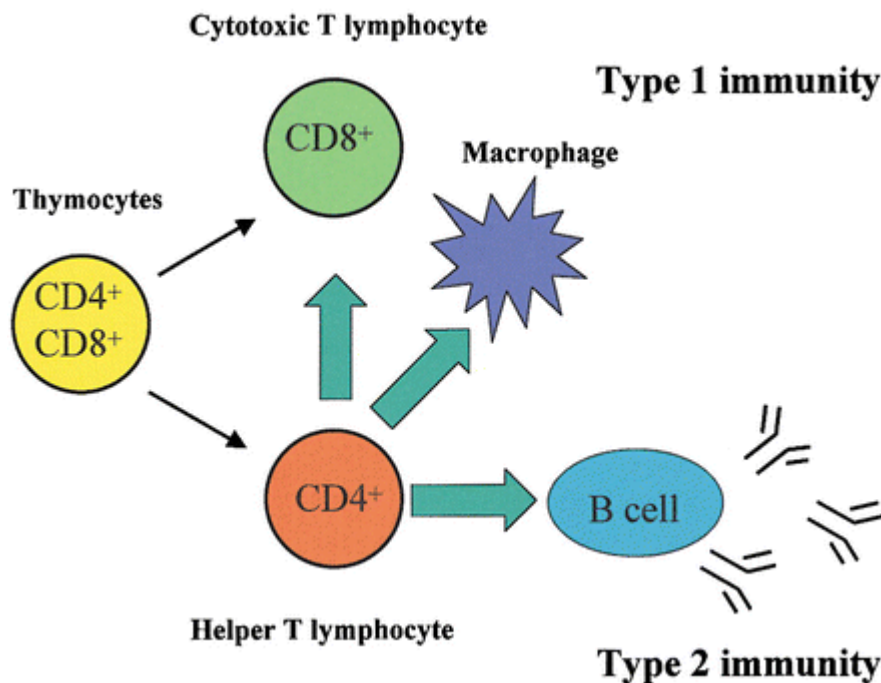 Cytotoxic T lymphocyte
Type 1 immunity
CD8⁺
Macrophage
Thymocytes
CD4⁺
CD8⁺
CD4⁺
B cell
Helper T lymphocyte
Type 2 immunity